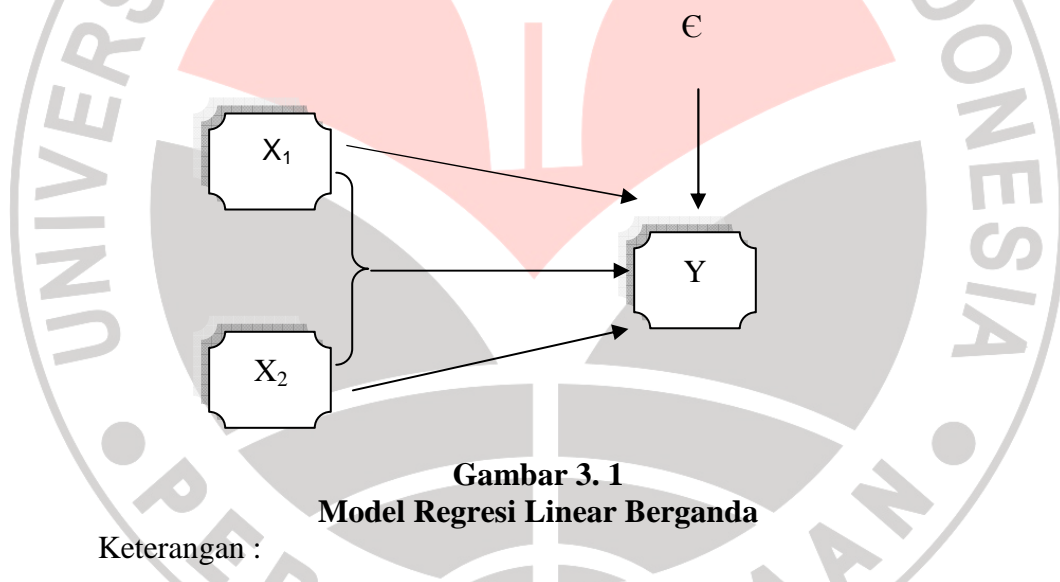 Є
X₁
Y
X₂
Gambar 3. 1
Model Regresi Linear Berganda
Keterangan :